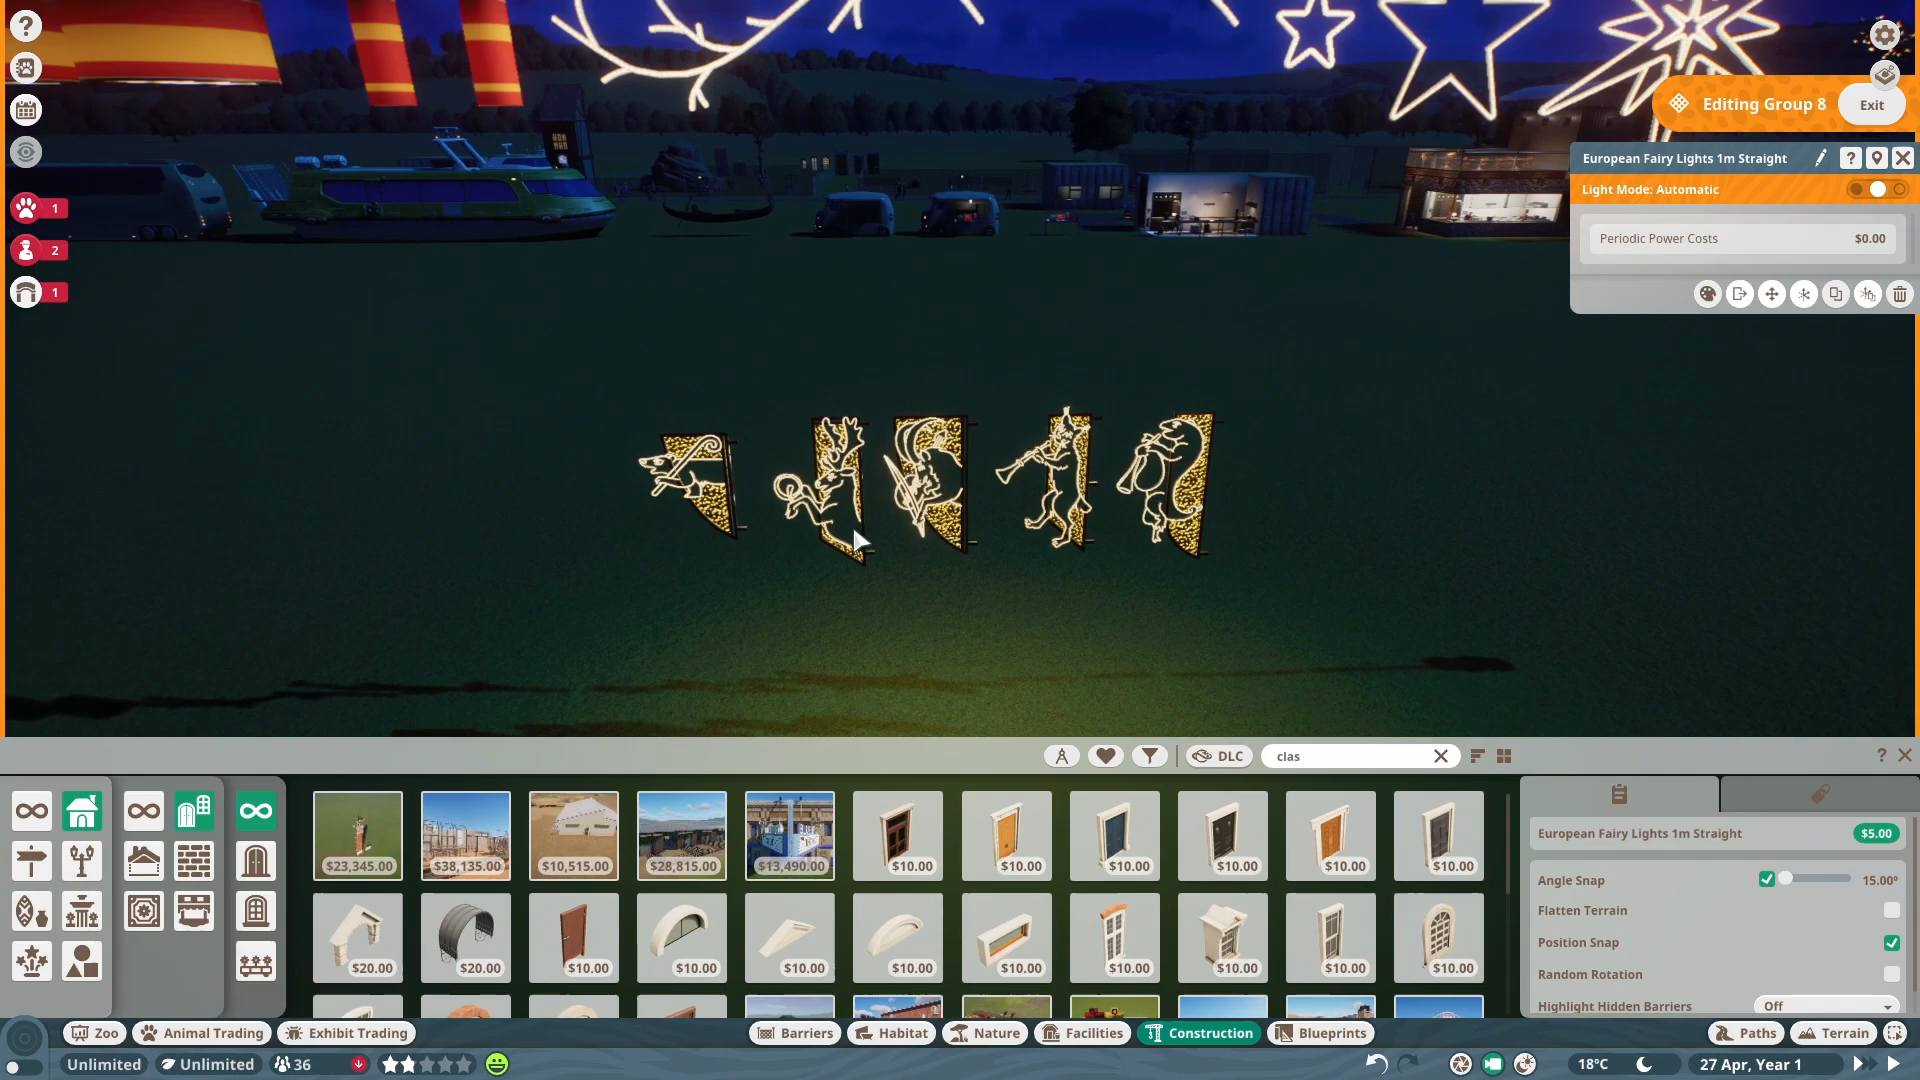 Editing Group 8
Exit
European Fairy Lights 1m Straight
?
Light Mode: Automatic
Periodic Power Costs
$0.00
?
1
2
1
DLC
clas
?
$23,345.00
$38,135.00
$10,515.00
$28,815.00
$13,490.00
$10.00
$10.00
$10.00
$10.00
$10.00
$10.00
$20.00
$20.00
$10.00
$10.00
$10.00
$10.00
$10.00
$10.00
$10.00
$10.00
$10.00
European Fairy Lights 1m Straight
$5.00
Angle Snap
15.00º
Flatten Terrain
Position Snap
Random Rotation
Highlight Hidden Barriers
Off
Zoo
Animal Trading
Exhibit Trading
Barriers
Habitat
Nature
Facilities
Construction
Blueprints
Paths
Terrain
Unlimited
Unlimited
36
18°C
27 Apr, Year 1